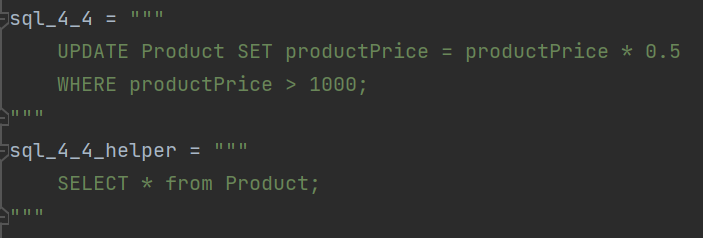 sql_4_4 = """
    UPDATE Product SET productPrice = productPrice * 0.5
    WHERE productPrice > 1000;
"""
sql_4_4_helper = """
    SELECT * from Product;
"""